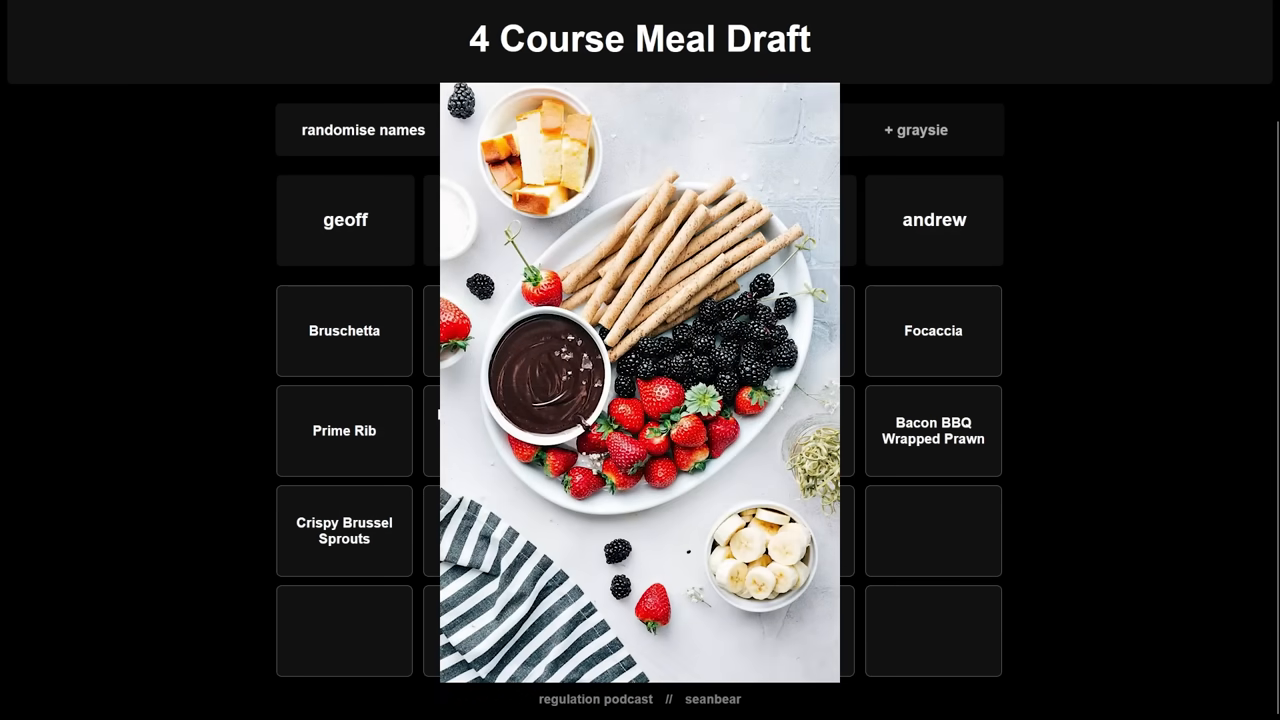 4 Course Meal Draft
randomise names
+ graysie
geoff
andrew
Bruschetta
Focaccia
Prime Rib
Bacon BBQ
Wrapped Prawn
Crispy Brussel
Sprouts
regulation podcast // seanbear